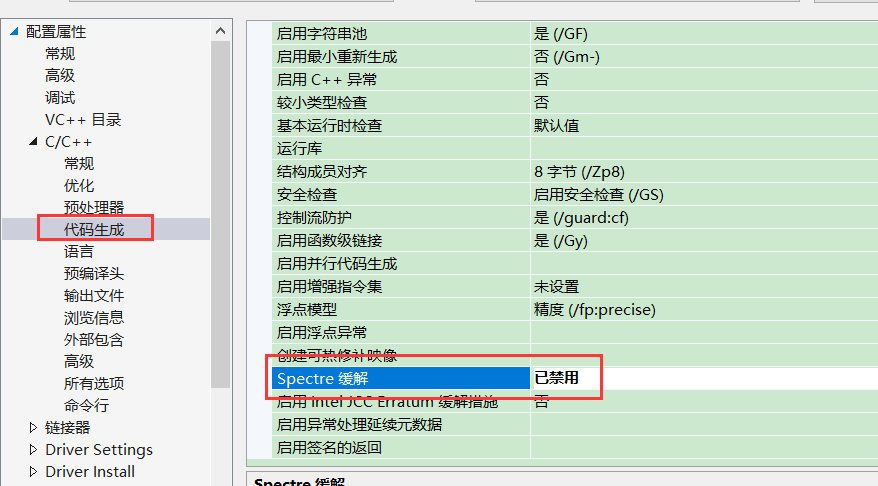 配置属性
常规
高级
调试
VC++ 目录
C/C++
常规
优化
预处理器
代码生成
语言
预编译头
输出文件
浏览信息
外部包含
高级
所有选项
命令行
链接器
Driver Settings
Driver Install
启用字符串池 是 (/GF)
启用最小重新生成 否 (/Gm-)
启用 C++ 异常 否
较小类型检查 否
基本运行时检查 默认值
运行库
结构成员对齐 8 字节 (/Zp8)
安全检查 启用安全检查 (/GS)
控制流防护 是 (/guard:cf)
启用函数级链接 是 (/Gy)
启用并行代码生成
启用增强指令集 未设置
浮点模型 精度 (/fp:precise)
启用浮点异常
创建可热修补映像
Spectre 缓解 已禁用
启用 Intel JCC Erratum 缓解措施 否
启用异常处理延续元数据
启用签名的返回
Spectre 缓解